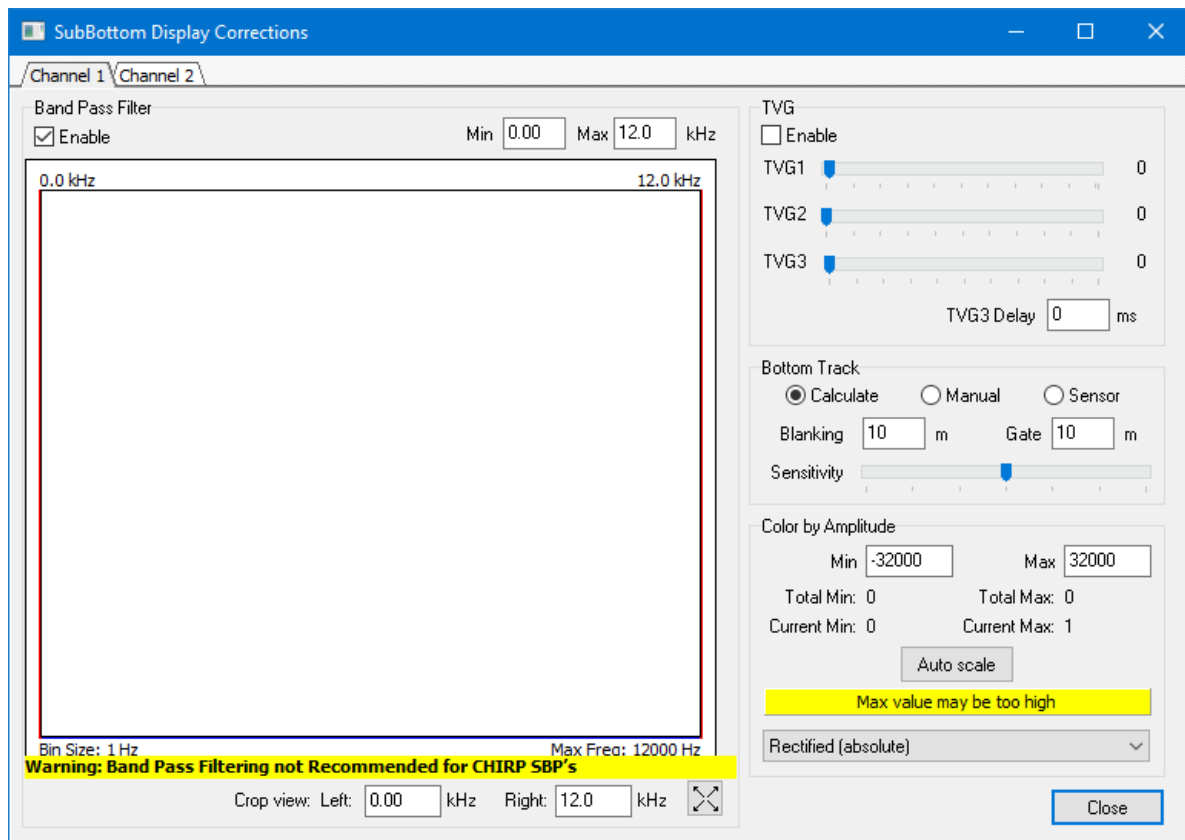 SubBottom Display Corrections
Channel 1 Channel 2
Band Pass Filter
Enable Min 0.00 Max 12.0 kHz
0.0 kHz 12.0 kHz
Bin Size: 1 Hz Max Freq: 12000 Hz
Warning: Band Pass Filtering not Recommended for CHIRP SBP's
Crop view: Left: 0.00 kHz Right: 12.0 kHz
TVG
Enable
TVG1 0
TVG2 0
TVG3 0
TVG3 Delay 0 ms
Bottom Track
Calculate Manual Sensor
Blanking 10 m Gate 10 m
Sensitivity
Color by Amplitude
Min -32000 Max 32000
Total Min: 0 Total Max: 0
Current Min: 0 Current Max: 1
Auto scale
Max value may be too high
Rectified (absolute)
Close